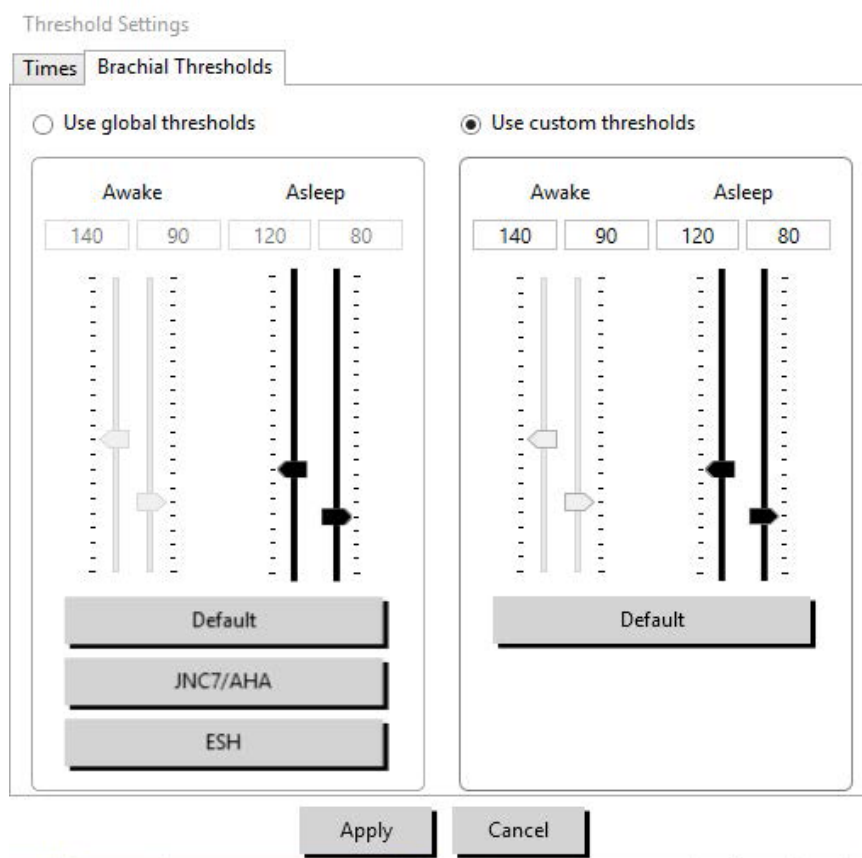 Threshold Settings
Times Brachial Thresholds
Use global thresholds Use custom thresholds
Awake Asleep Awake Asleep
140 90 120 80 140 90 120 80
Default Default
JNC7/AHA
ESH
Apply Cancel